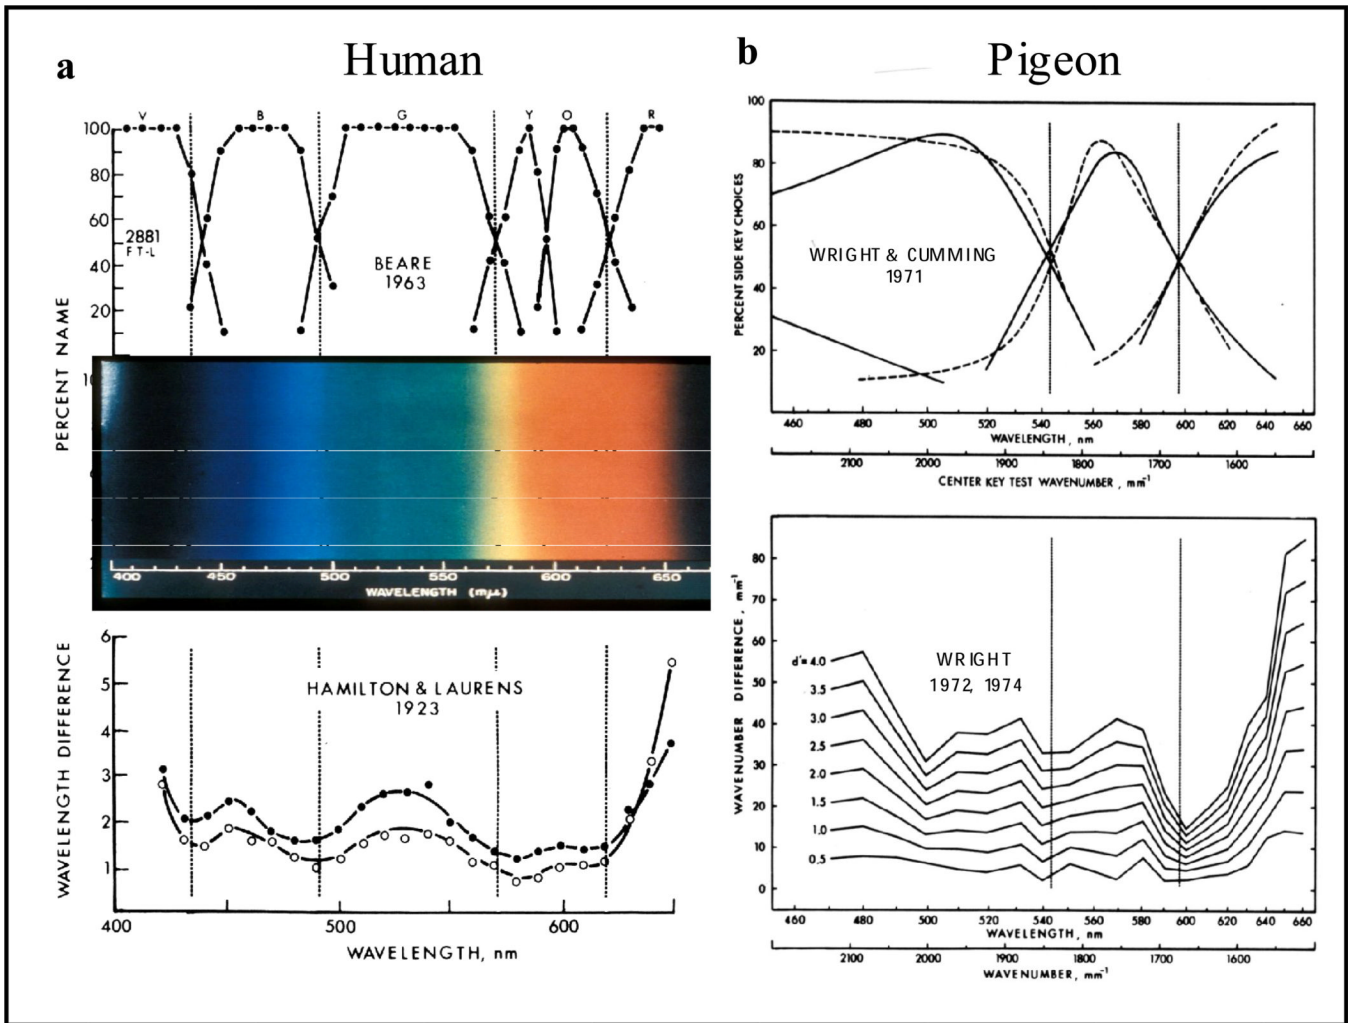 a
Human
V B G Y O R
100
80
60
40
20
2881
FT-L
BEARE
1963
PERCENT NAME
10
400 450 500 550 600 650
WAVELENGTH (mμ)
6
5
4
3
2
1
WAVELENGTH DIFFERENCE
HAMILTON & LAURENS
1923
400 500 600
WAVELENGTH, nm
b
Pigeon
100
80
60
40
20
PERCENT SIDE KEY CHOICES
WRIGHT & CUMMING
1971
460 480 500 520 540 560 580 600 620 640 660
WAVELENGTH, nm
2100 2000 1900 1800 1700 1600
CENTER KEY TEST WAVENUMBER, mm⁻¹
80
70
60
50
40
30
20
10
0
WAVENUMBER DIFFERENCE, mm⁻¹
d'= 4.0
3.5
3.0
2.5
2.0
1.5
1.0
0.5
WRIGHT
1972, 1974
460 480 500 520 540 560 580 600 620 640 660
WAVELENGTH, nm
2100 2000 1900 1800 1700 1600
WAVENUMBER, mm⁻¹